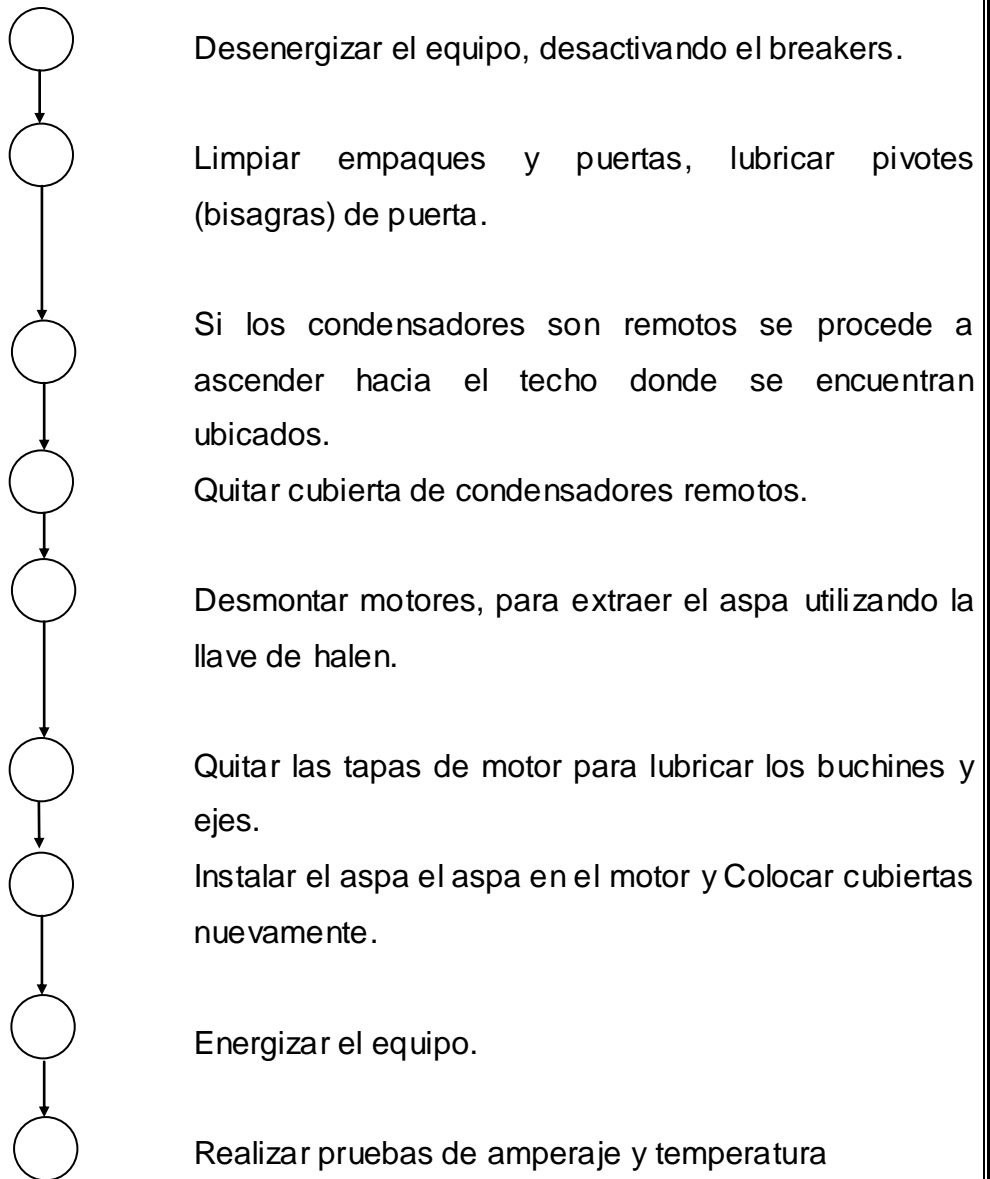 Desenergizar el equipo, desactivando el breakers.
Limpiar empaques y puertas, lubricar pivotes
(bisagras) de puerta.
Si los condensadores son remotos se procede a
ascender hacia el techo donde se encuentran
ubicados.
Quitar cubierta de condensadores remotos.
Desmontar motores, para extraer el aspa utilizando la
llave de halen.
Quitar las tapas de motor para lubricar los buchines y
ejes.
Instalar el aspa el aspa en el motor y Colocar cubiertas
nuevamente.
Energizar el equipo.
Realizar pruebas de amperaje y temperatura